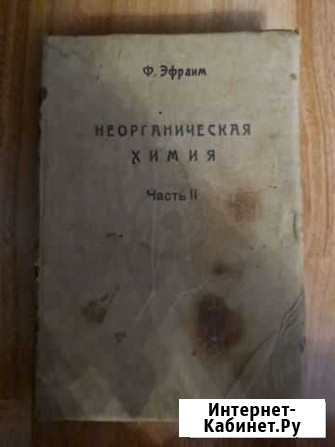 Ф. Эфраим
НЕОРГАНИЧЕСКАЯ
ХИМИЯ
Часть II
Интернет-
Кабинет.Ру